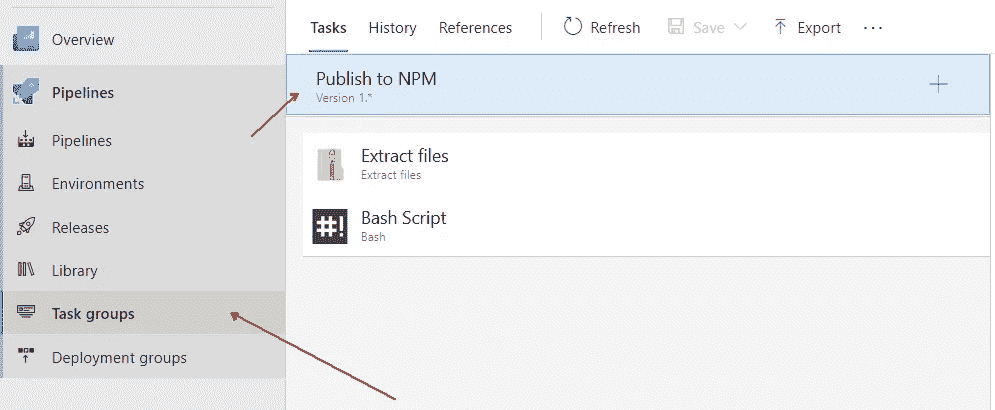 Overview
Pipelines
Pipelines
Environments
Releases
Library
Task groups
Deployment groups
Tasks History References Refresh Save Export ...
Publish to NPM
Version 1.*
Extract files
Extract files
#!
Bash Script
Bash